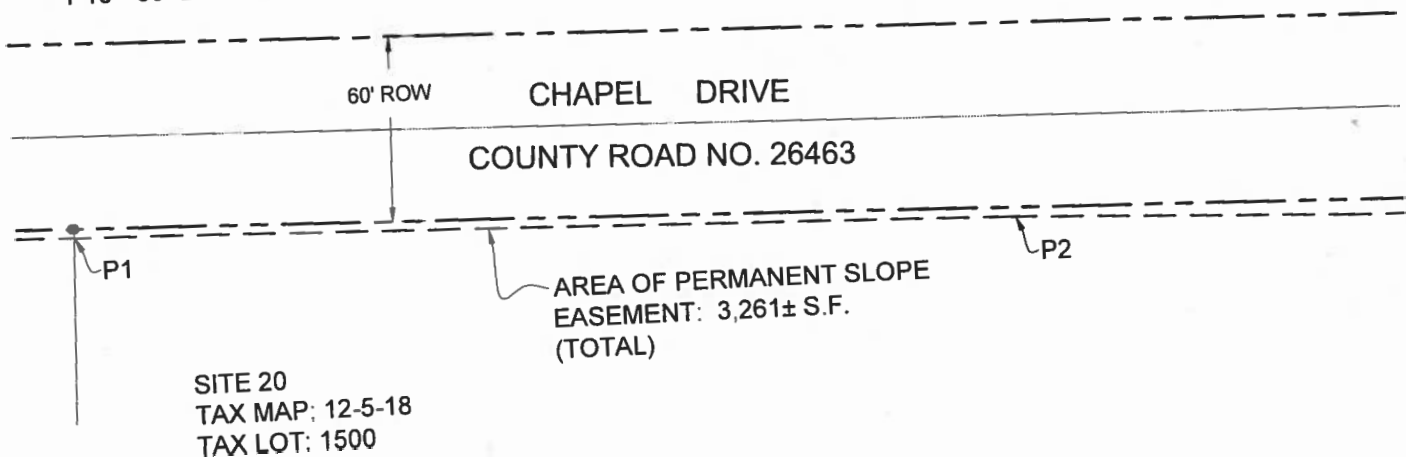 60' ROW
CHAPEL DRIVE
COUNTY ROAD NO. 26463
P1
P2
AREA OF PERMANENT SLOPE
EASEMENT: 3,261± S.F.
(TOTAL)
SITE 20
TAX MAP; 12-5-18
TAX LOT; 1500